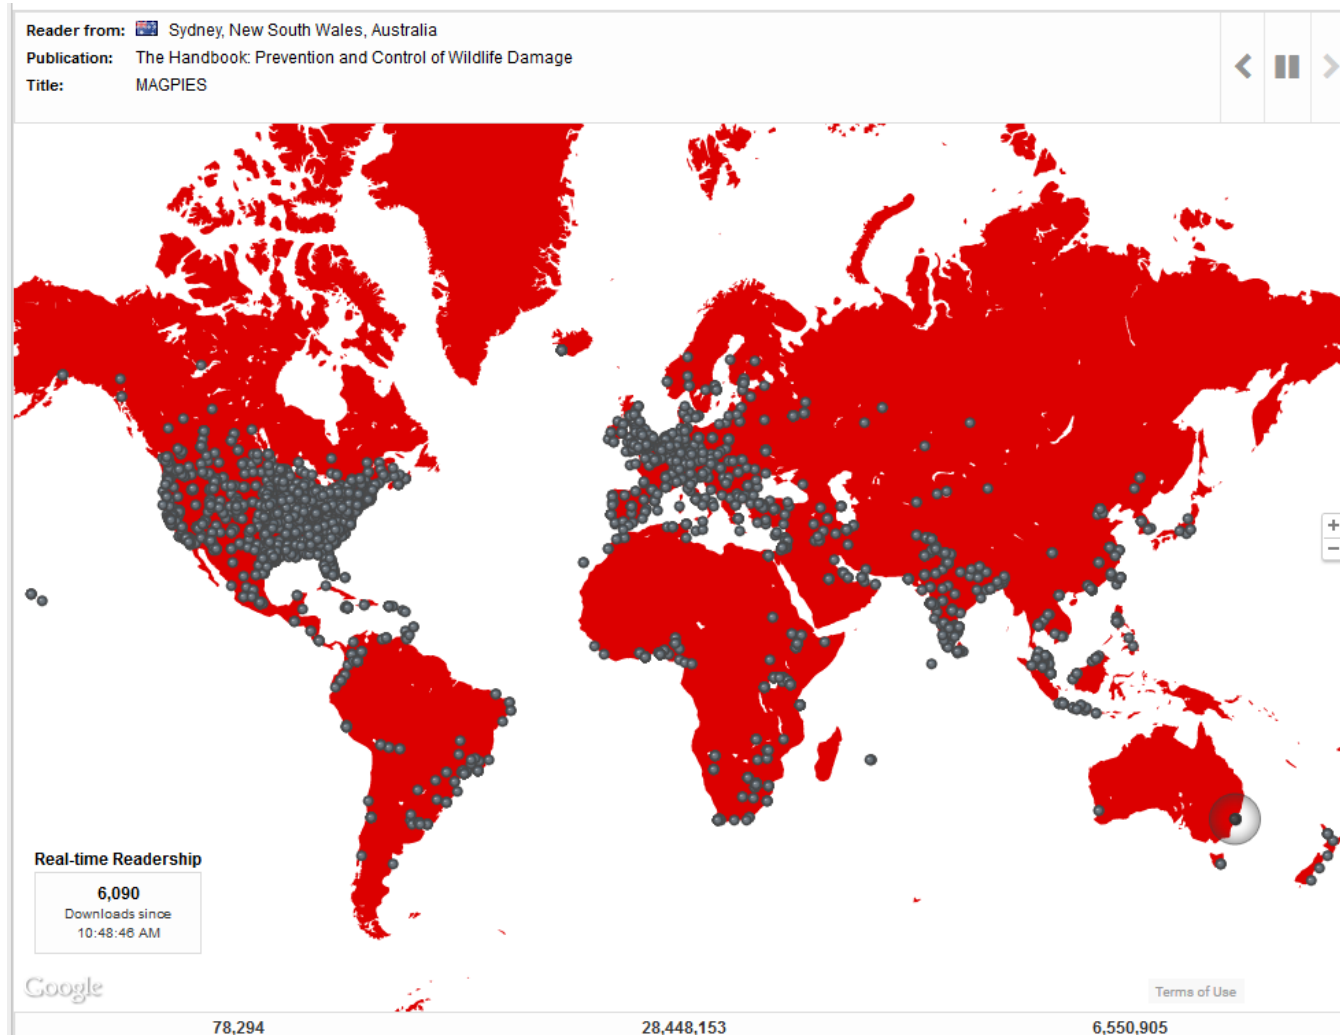 Reader from: Sydney, New South Wales, Australia
Publication: The Handbook: Prevention and Control of Wildlife Damage
Title: MAGPIES
+
−
Real-time Readership
6,090
Downloads since
10:48:46 AM
Google
Terms of Use
78,294 28,448,153 6,550,905